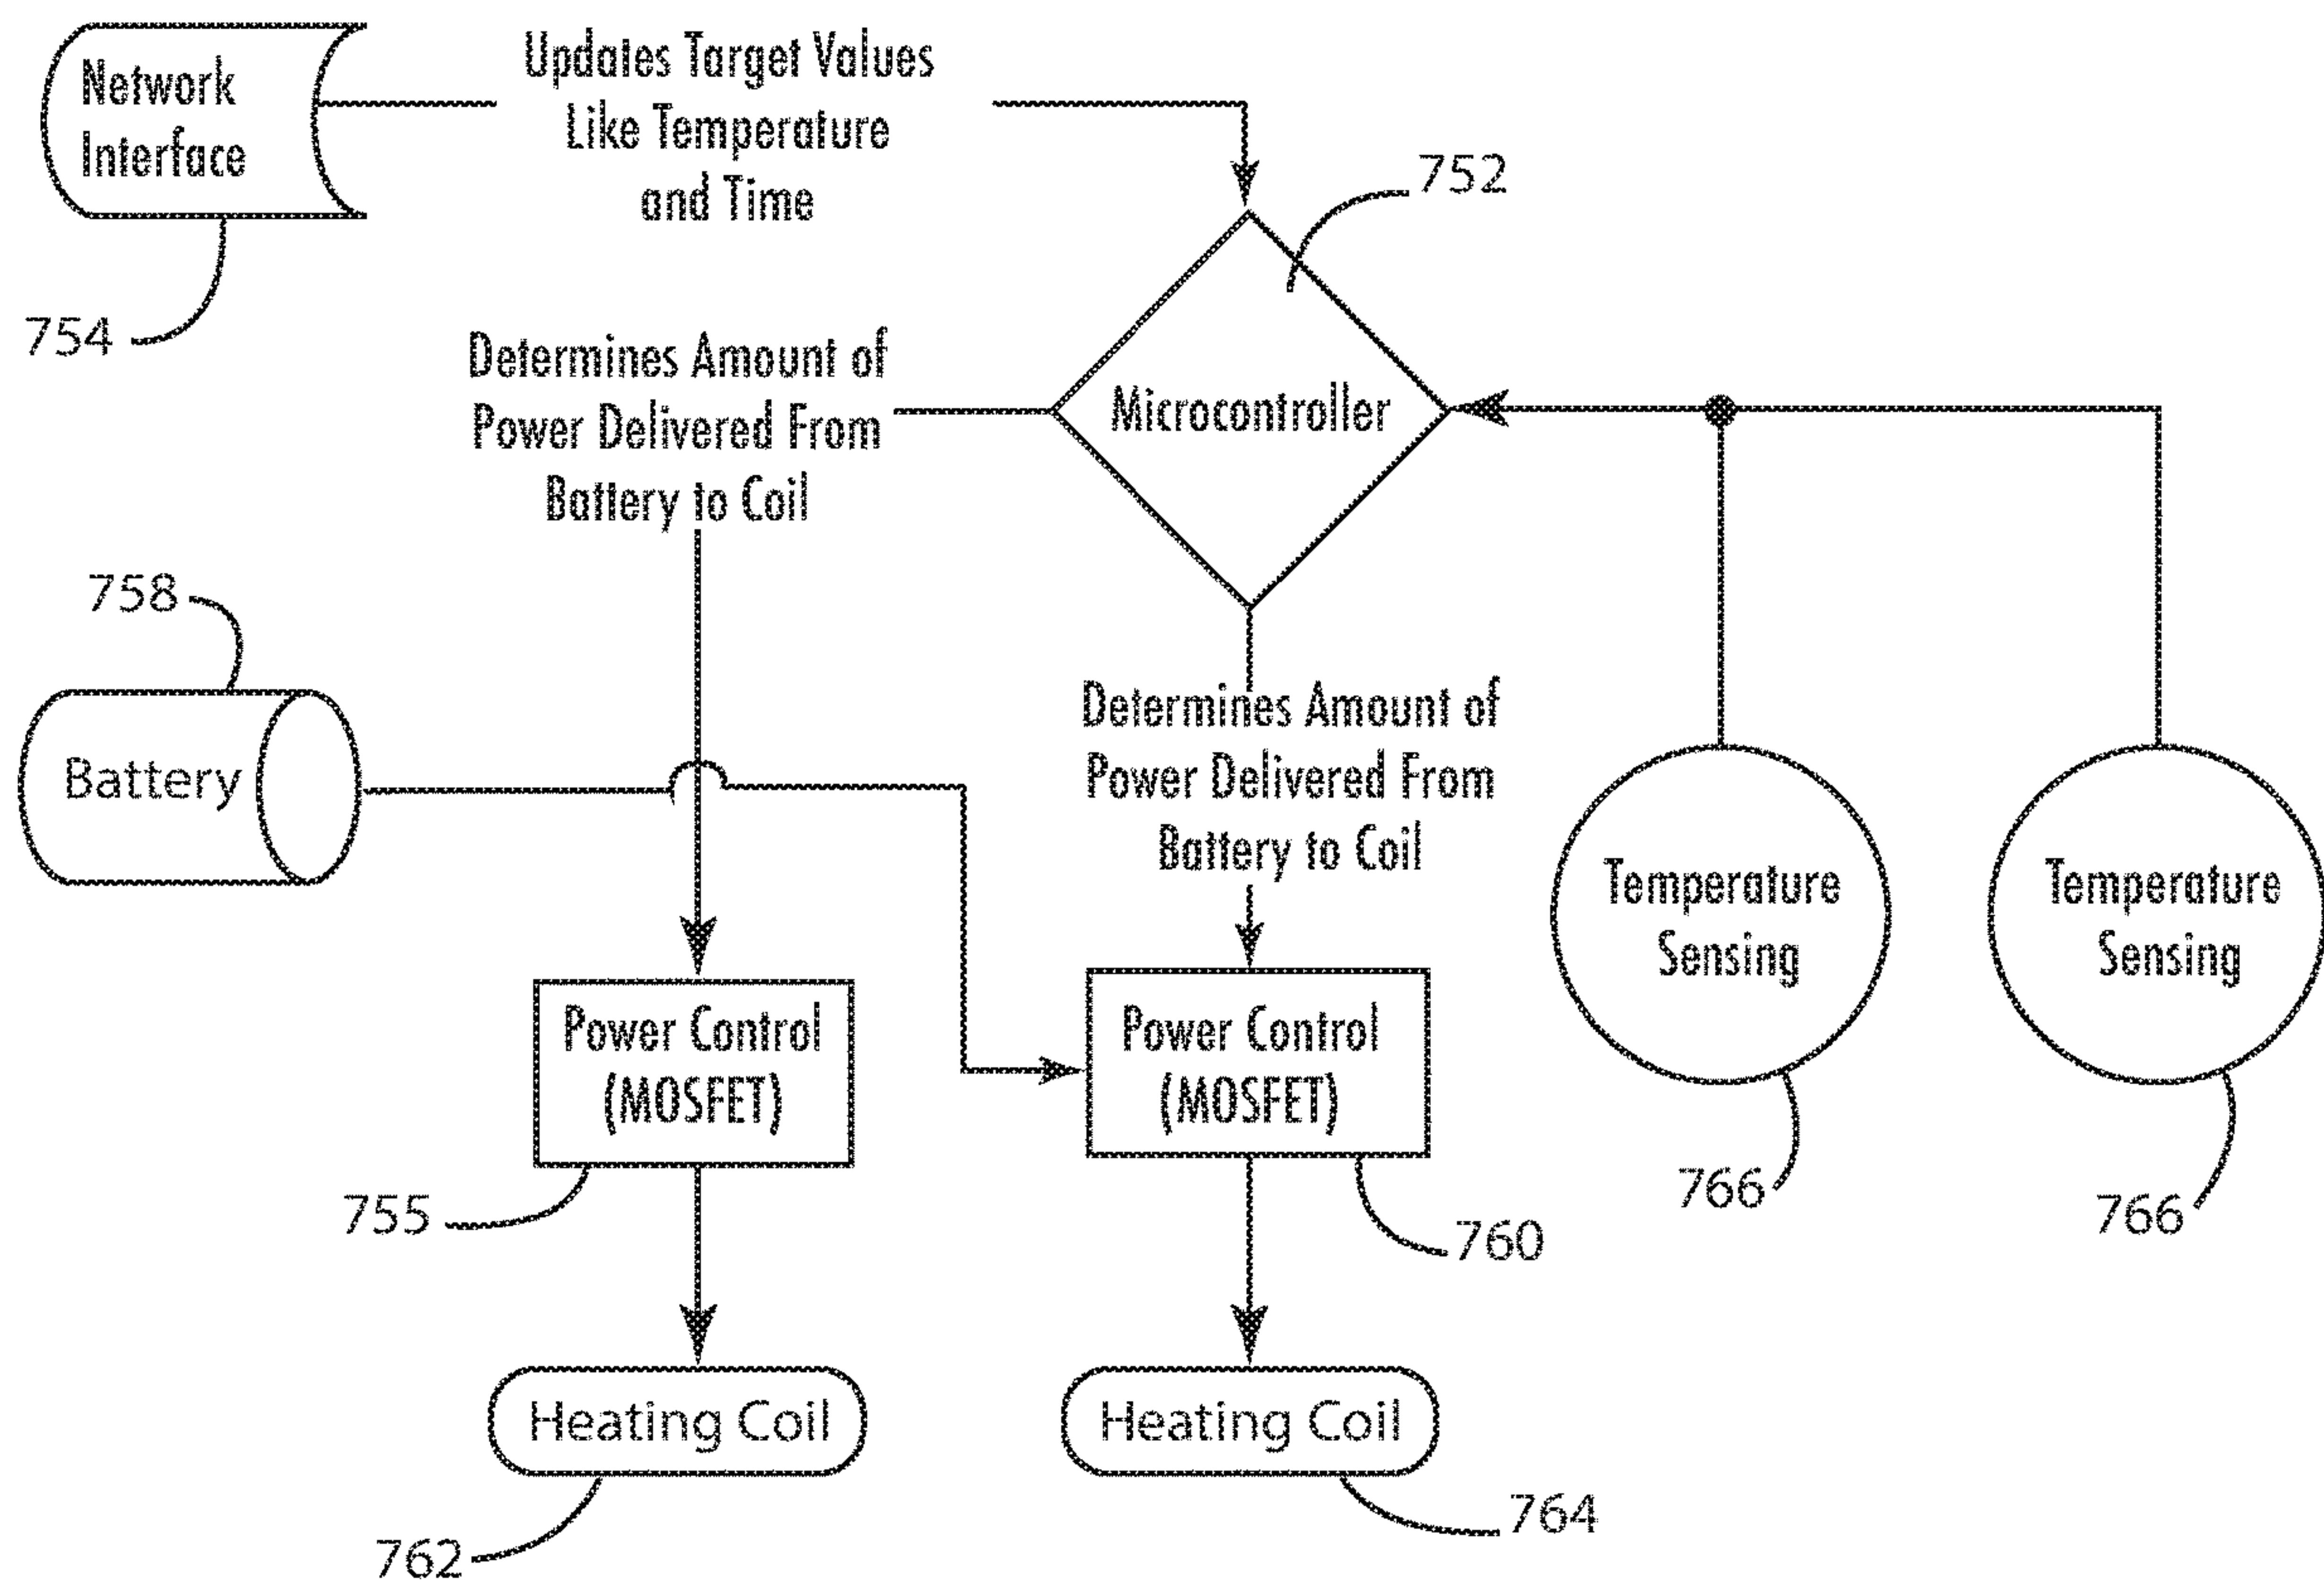 Network
Interface
Updates Target Values
Like Temperature
and Time
752
754
Determines Amount of
Power Delivered From
Battery to Coil
Microcontroller
758
Battery
Determines Amount of
Power Delivered From
Battery to Coil
Temperature
Sensing
Temperature
Sensing
Power Control
(MOSFET)
Power Control
(MOSFET)
755
760
766
766
Heating Coil
Heating Coil
762
764